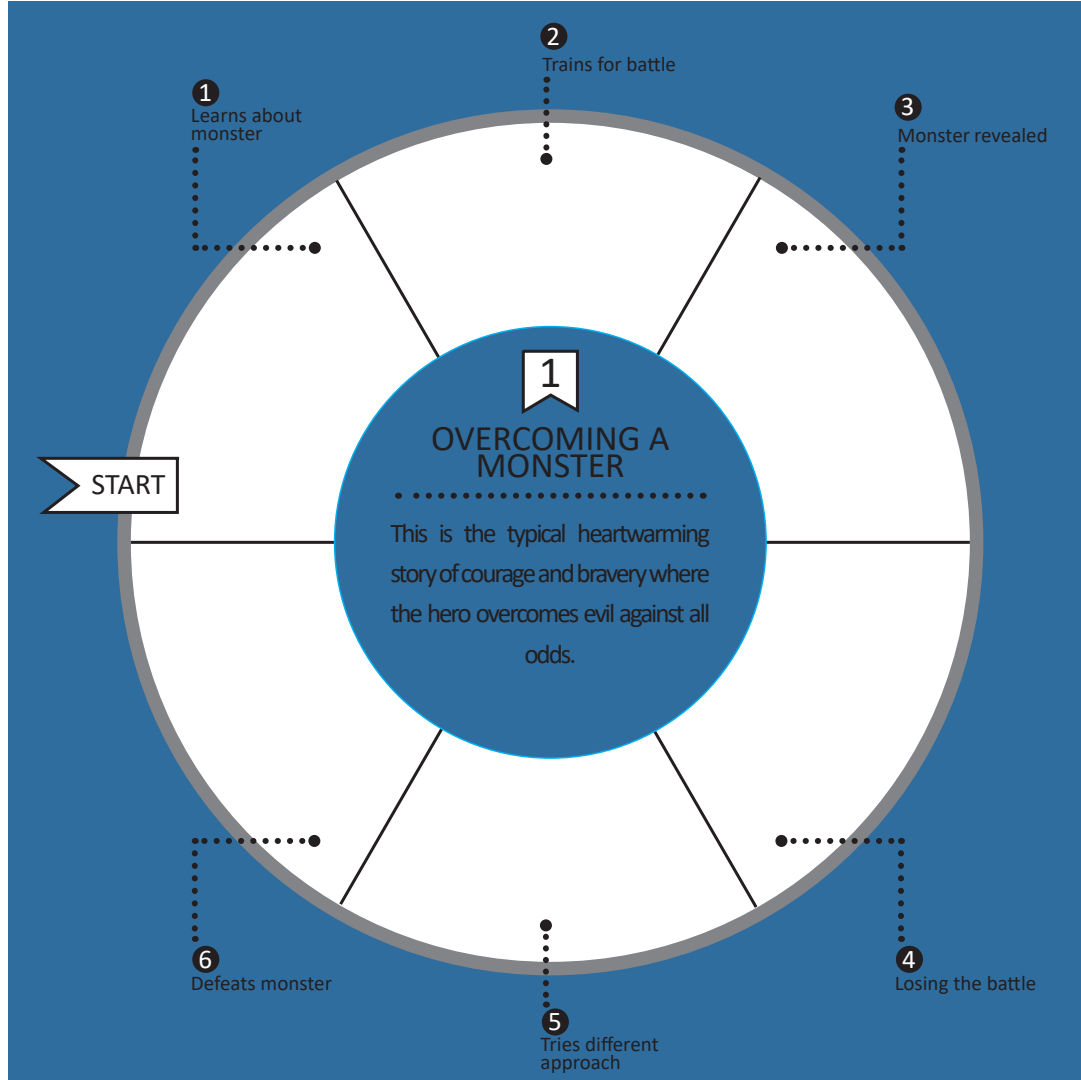 1
Learns about
monster
2
Trains for battle
3
Monster revealed
START
1
OVERCOMING A
MONSTER
This is the typical heartwarming
story of courage and bravery where
the hero overcomes evil against all
odds.
4
Losing the battle
5
Tries different
approach
6
Defeats monster